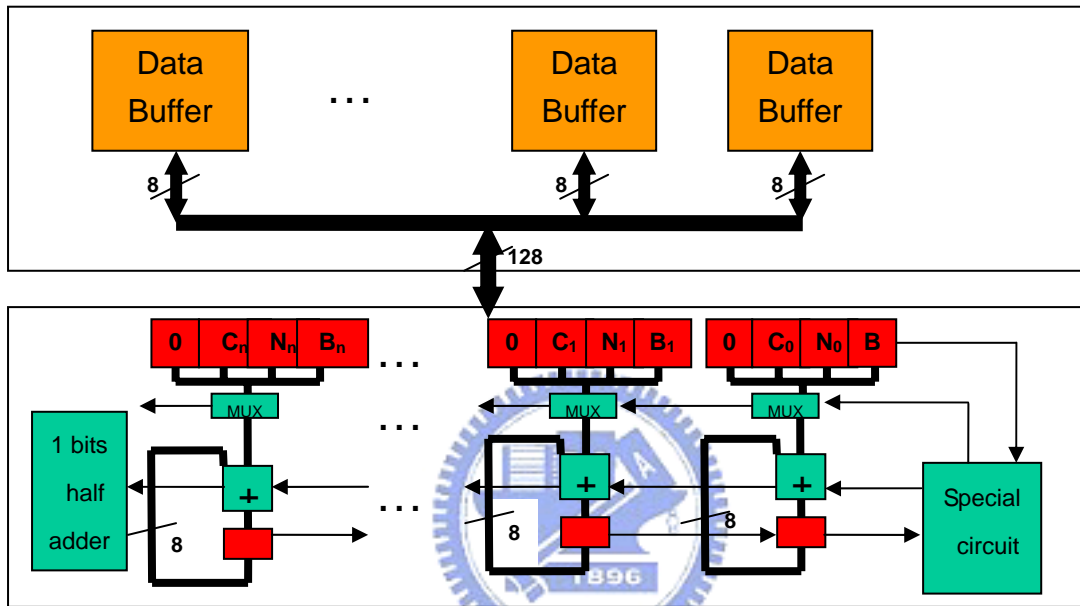 Data
Buffer
...
Data
Buffer
Data
Buffer
8
8
8
128
0 Cn Nn Bn
...
0 C1 N1 B1
0 C0 N0 B
MUX
MUX
MUX
...
1 bits
half
adder
+
+
+
Special
circuit
...
8
8
8
1896